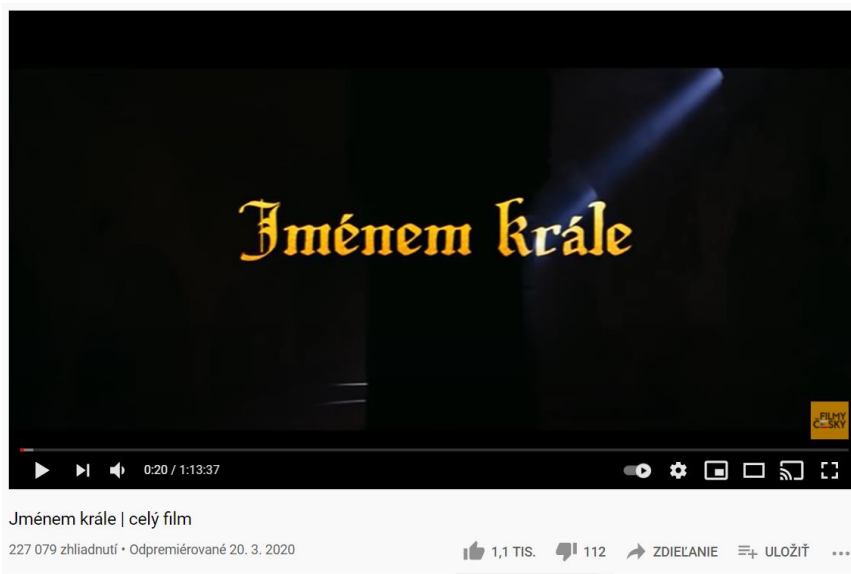 Jménem krále
FILMY
ČESKY
0:20 / 1:13:37
Jménem krále | celý film
227 079 zhliadnutí • Odpremiérované 20. 3. 2020
1,1 TIS. 112 ZDIEĽANIE ULOŽIŤ